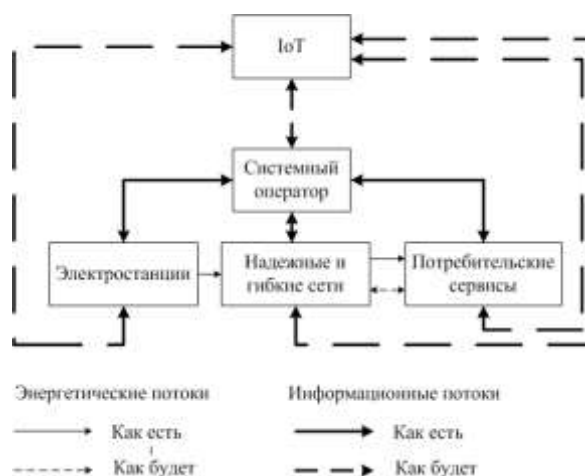 IoT
Системный
оператор
Электростанции
Надежные и
гибкие сети
Потребительские
сервисы
Энергетические потоки
Информационные потоки
Как есть
Как есть
Как будет
Как будет